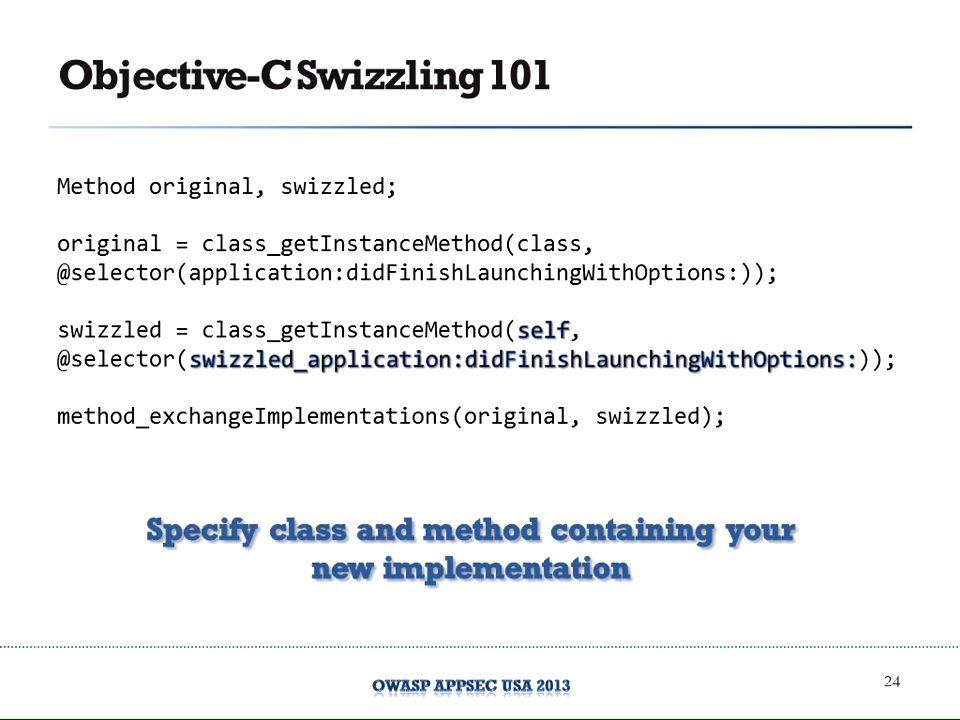 Objective-C Swizzling 101
Method original, swizzled;
original = class_getInstanceMethod(class,
@selector(application:didFinishLaunchingWithOptions:));
swizzled = class_getInstanceMethod(self,
@selector(swizzled_application:didFinishLaunchingWithOptions:));
method_exchangeImplementations(original, swizzled);
Specify class and method containing your
new implementation
OWASP APPSEC USA 2013
24